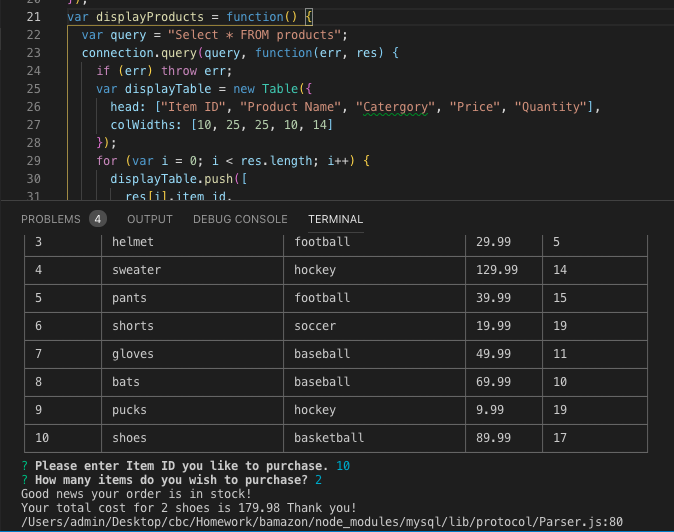 20 });
21 var displayProducts = function() {
22 var query = "Select * FROM products";
23 connection.query(query, function(err, res) {
24 if (err) throw err;
25 var displayTable = new Table({
26 head: ["Item ID", "Product Name", "Catergory", "Price", "Quantity"],
27 colWidths: [10, 25, 25, 10, 14]
28 });
29 for (var i = 0; i < res.length; i++) {
30 displayTable.push([
31 res[i].item_id,
PROBLEMS 4 OUTPUT DEBUG CONSOLE TERMINAL
3 helmet football 29.99 5
4 sweater hockey 129.99 14
5 pants football 39.99 15
6 shorts soccer 19.99 19
7 gloves baseball 49.99 11
8 bats baseball 69.99 10
9 pucks hockey 9.99 19
10 shoes basketball 89.99 17
? Please enter Item ID you like to purchase. 10
? How many items do you wish to purchase? 2
Good news your order is in stock!
Your total cost for 2 shoes is 179.98 Thank you!
/Users/admin/Desktop/cbc/Homework/bamazon/node_modules/mysql/lib/protocol/Parser.js:80